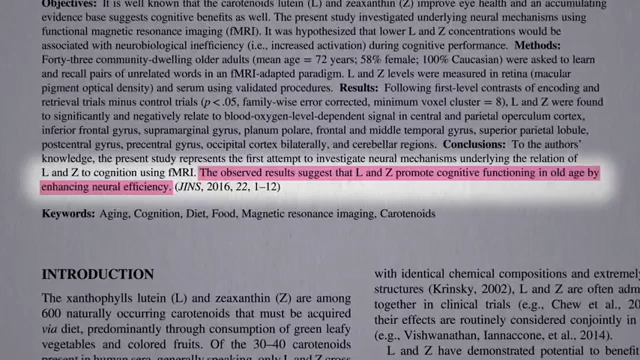 Objectives: It is well known that the carotenoids lutein (L) and zeaxanthin (Z) improve eye health and an accumulating
evidence base suggests cognitive benefits as well. The present study investigated underlying neural mechanisms using
functional magnetic resonance imaging (fMRI). It was hypothesized that lower L and Z concentrations would be
associated with neurobiological inefficiency (i.e., increased activation) during cognitive performance. Methods:
Forty-three community-dwelling older adults (mean age = 72 years; 58% female; 100% Caucasian) were asked to learn
and recall pairs of unrelated words in an fMRI-adapted paradigm. L and Z levels were measured in retina (macular
pigment optical density) and serum using validated procedures. Results: Following first-level contrasts of encoding and
retrieval trials minus control trials (p < .05, family-wise error corrected, minimum voxel cluster = 8), L and Z were found
to significantly and negatively relate to blood-oxygen-level-dependent signal in central and parietal operculum cortex,
inferior frontal gyrus, supramarginal gyrus, planum polare, frontal and middle temporal gyrus, superior parietal lobule,
postcentral gyrus, precentral gyrus, occipital cortex bilaterally, and cerebellar regions. Conclusions: To the authors'
knowledge, the present study represents the first attempt to investigate neural mechanisms underlying the relation of
L and Z to cognition using fMRI. The observed results suggest that L and Z promote cognitive functioning in old age by
enhancing neural efficiency. (JINS, 2016, 22, 1–12)
Keywords: Aging, Cognition, Diet, Food, Magnetic resonance imaging, Carotenoids
INTRODUCTION
The xanthophylls lutein (L) and zeaxanthin (Z) are among
600 naturally occurring carotenoids that must be acquired
via diet, predominantly through consumption of green leafy
vegetables and colored fruits. Of the 30–40 carotenoids
present in human sera, generally speaking, only L and Z cross
with identical chemical compositions and extremely
structures (Krinsky, 2002), L and Z are often adm
together in clinical trials (e.g., Chew et al., 20
their effects are routinely considered conjointly in
(e.g., Vishwanathan, Iannaccone, et al., 2014).
L and Z have demonstrated potential to benefi